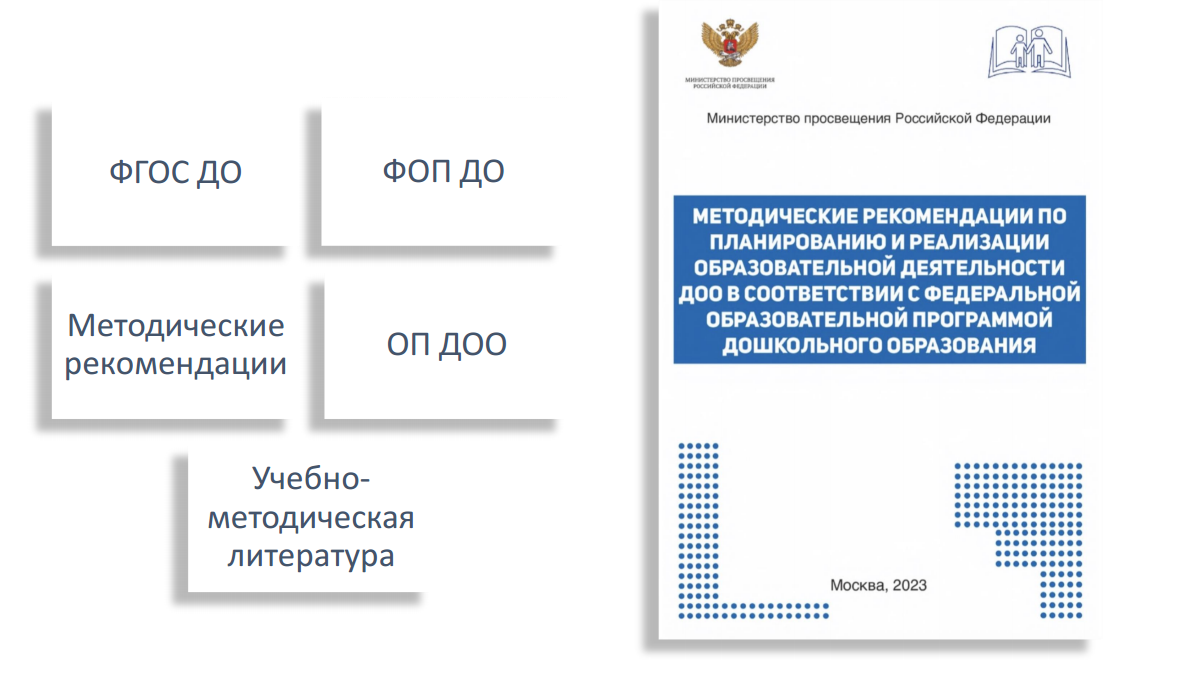 ФГОС ДО
ФОП ДО
Методические
рекомендации
ОП ДОО
Учебно-
методическая
литература
МИНИСТЕРСТВО ПРОСВЕЩЕНИЯ
РОССИЙСКОЙ ФЕДЕРАЦИИ
Министерство просвещения Российской Федерации
МЕТОДИЧЕСКИЕ РЕКОМЕНДАЦИИ ПО
ПЛАНИРОВАНИЮ И РЕАЛИЗАЦИИ
ОБРАЗОВАТЕЛЬНОЙ ДЕЯТЕЛЬНОСТИ
ДОО В СООТВЕТСТВИИ С ФЕДЕРАЛЬНОЙ
ОБРАЗОВАТЕЛЬНОЙ ПРОГРАММОЙ
ДОШКОЛЬНОГО ОБРАЗОВАНИЯ
Москва, 2023